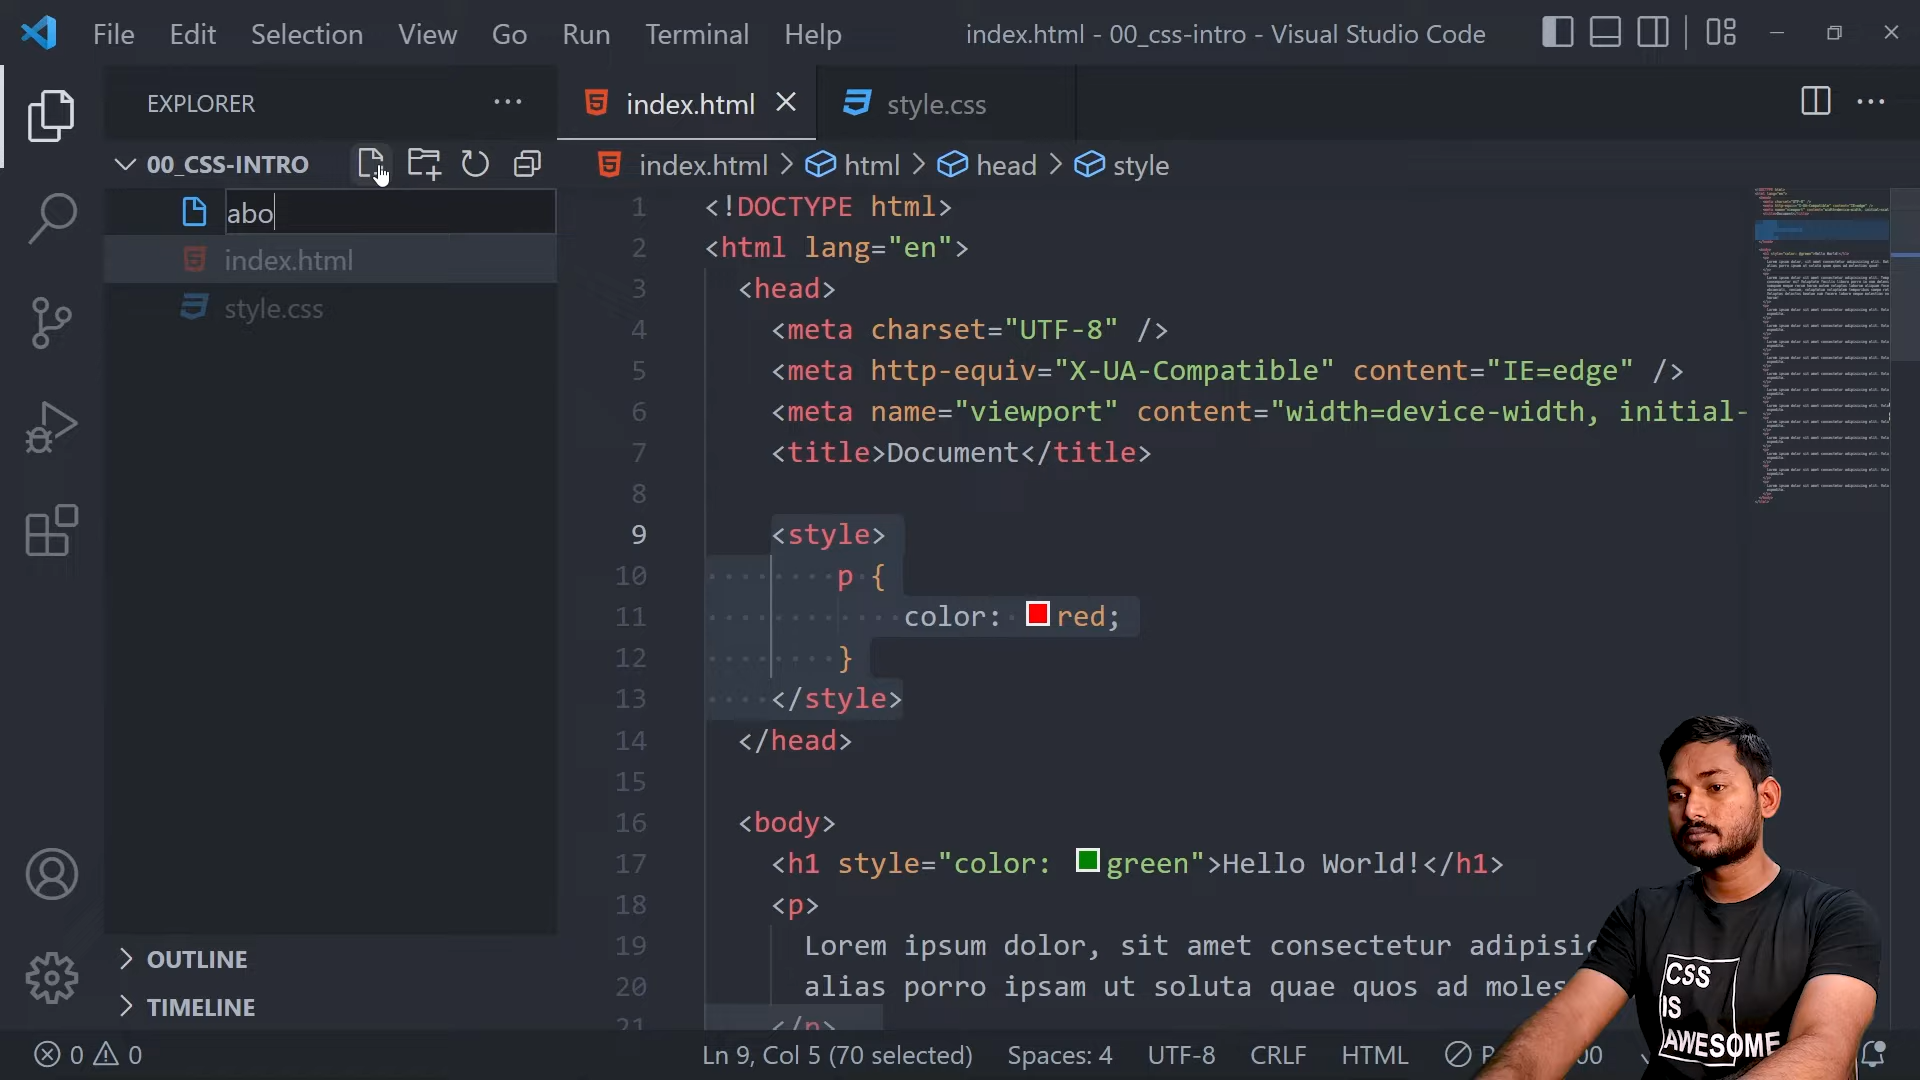 File Edit Selection View Go Run Terminal Help
index.html - 00_css-intro - Visual Studio Code
EXPLORER
index.html
style.css
00_CSS-INTRO
index.html > html > head > style
abo
index.html
style.css
1 <!DOCTYPE html>
2 <html lang="en">
3 <head>
4 <meta charset="UTF-8" />
5 <meta http-equiv="X-UA-Compatible" content="IE=edge" />
6 <meta name="viewport" content="width=device-width, initial-
7 <title>Document</title>
8
9 <style>
10 p {
11 color: red;
12 }
13 </style>
14 </head>
15
16 <body>
17 <h1 style="color: green">Hello World!</h1>
18 <p>
19 Lorem ipsum dolor, sit amet consectetur
20 alias porro ipsam ut soluta quae quos ad
21 </p>
OUTLINE
TIMELINE
0 0
Ln 9, Col 5 (70 selected) Spaces: 4 UTF-8 CRLF HTML
CSS
IS
AWESOME